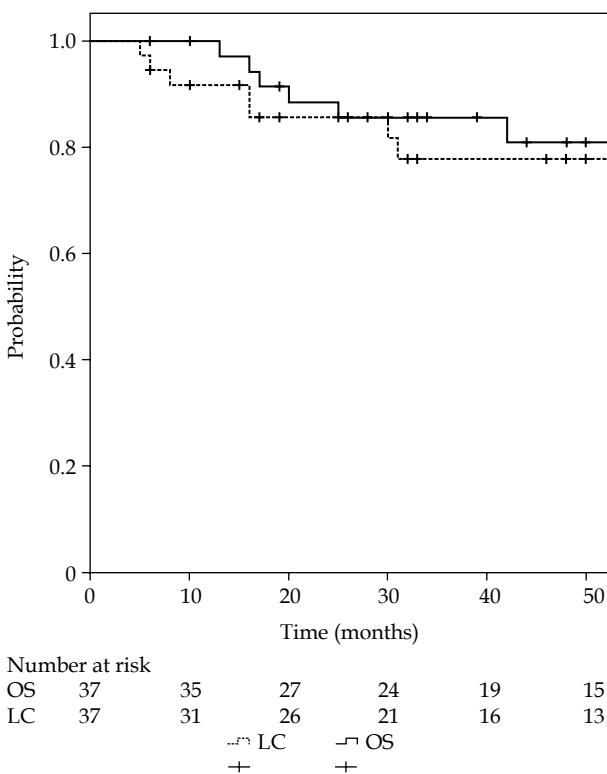 Probability
1.0
0.8
0.6
0.4
0.2
0
0 10 20 30 40 50
Time (months)
Number at risk
OS 37 35 27 24 19 15
LC 37 31 26 21 16 13
LC OS